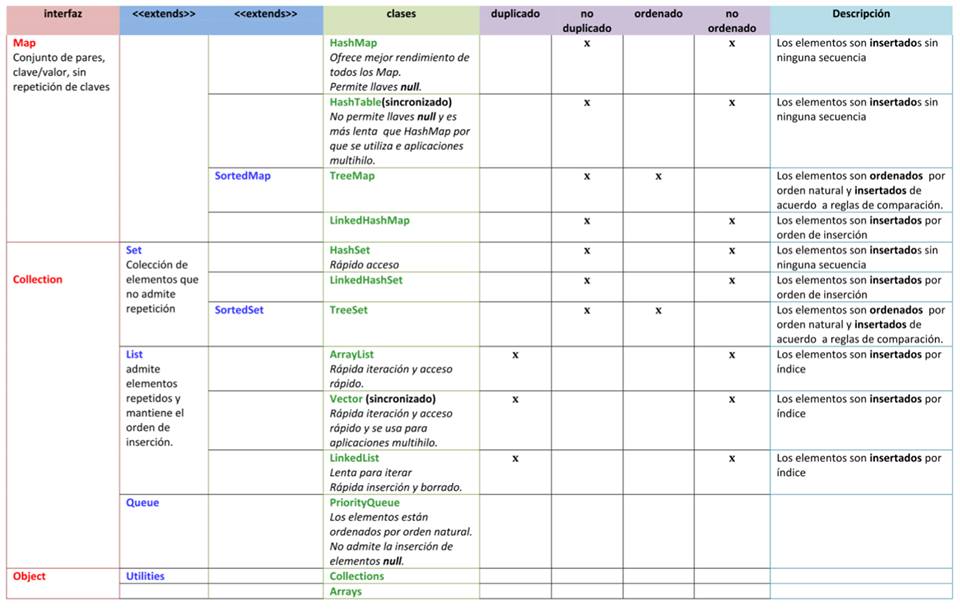 interfaz <<extends>> <<extends>> clases duplicado no duplicado ordenado no ordenado Descripción
Map
Conjunto de pares,
clave/valor, sin
repetición de claves
HashMap
Ofrece mejor rendimiento de
todos los Map.
Permite llaves null.
x x
Los elementos son insertados sin
ninguna secuencia
HashTable(sincronizado)
No permite llaves null y es
más lenta que HashMap por
que se utiliza e aplicaciones
multihilo.
x x
Los elementos son insertados sin
ninguna secuencia
SortedMap
TreeMap
x x
Los elementos son ordenados por
orden natural y insertados de
acuerdo a reglas de comparación.
LinkedHashMap
x x
Los elementos son insertados por
orden de inserción
Collection
Set
Colección de
elementos que
no admite
repetición
HashSet
Rápido acceso
x x
Los elementos son insertados sin
ninguna secuencia
LinkedHashSet
x x
Los elementos son insertados por
orden de inserción
SortedSet
TreeSet
x x
Los elementos son ordenados por
orden natural y insertados de
acuerdo a reglas de comparación.
List
admite
elementos
repetidos y
mantiene el
orden de
inserción.
ArrayList
Rápida iteración y acceso
rápido.
x x
Los elementos son insertados por
índice
Vector (sincronizado)
Rápida iteración y acceso
rápido y se usa para
aplicaciones multihilo.
x x
Los elementos son insertados por
índice
LinkedList
Lenta para iterar
Rápida inserción y borrado.
x x
Los elementos son insertados por
índice
Queue
PriorityQueue
Los elementos están
ordenados por orden natural.
No admite la inserción de
elementos null.
Object
Utilities
Collections
Arrays